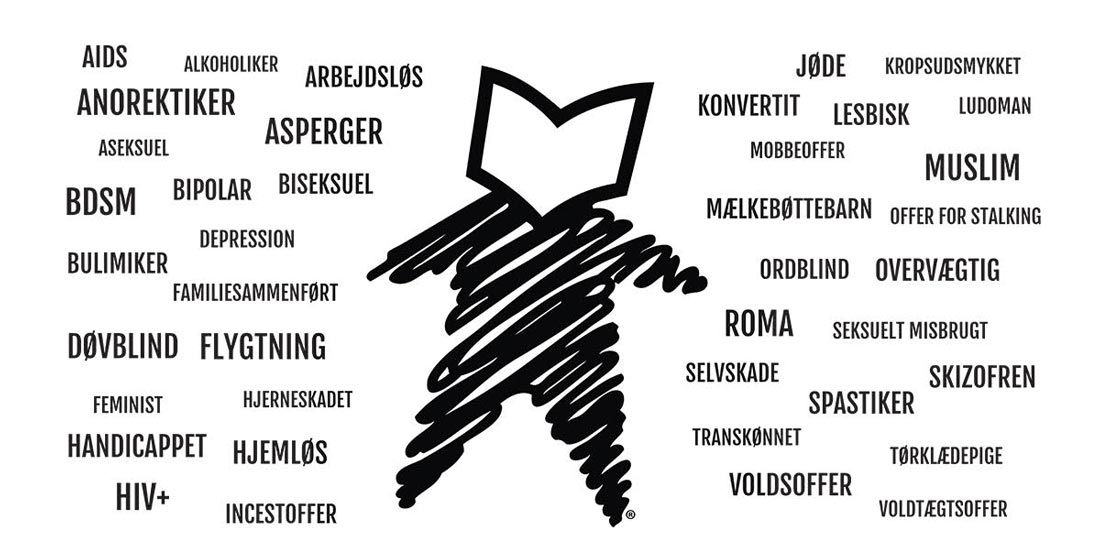 AIDS
ALKOHOLIKER
ARBEJDSLØS
ANOREKTIKER
ASPERGER
ASEKSUEL
BDSM
BIPOLAR
BISEKSUEL
DEPRESSION
BULIMIKER
FAMILIESAMMENFØRT
DØVBLIND
FLYGTNING
FEMINIST
HJERNESKADET
HANDICAPPET
HJEMLØS
HIV+
INCESTOFFER
JØDE
KROPSUDSMYKKET
KONVERTIT
LESBISK
LUDOMAN
MOBBEOFFER
MUSLIM
MÆLKEBØTTEBARN
OFFER FOR STALKING
ORDBLIND
OVERVÆGTIG
ROMA
SEKSUELT MISBRUGT
SELVSKADE
SKIZOFREN
SPASTIKER
TRANSKØNNET
TØRKLÆDEPIGE
VOLDSOFFER
VOLDTÆGTSOFFER
®